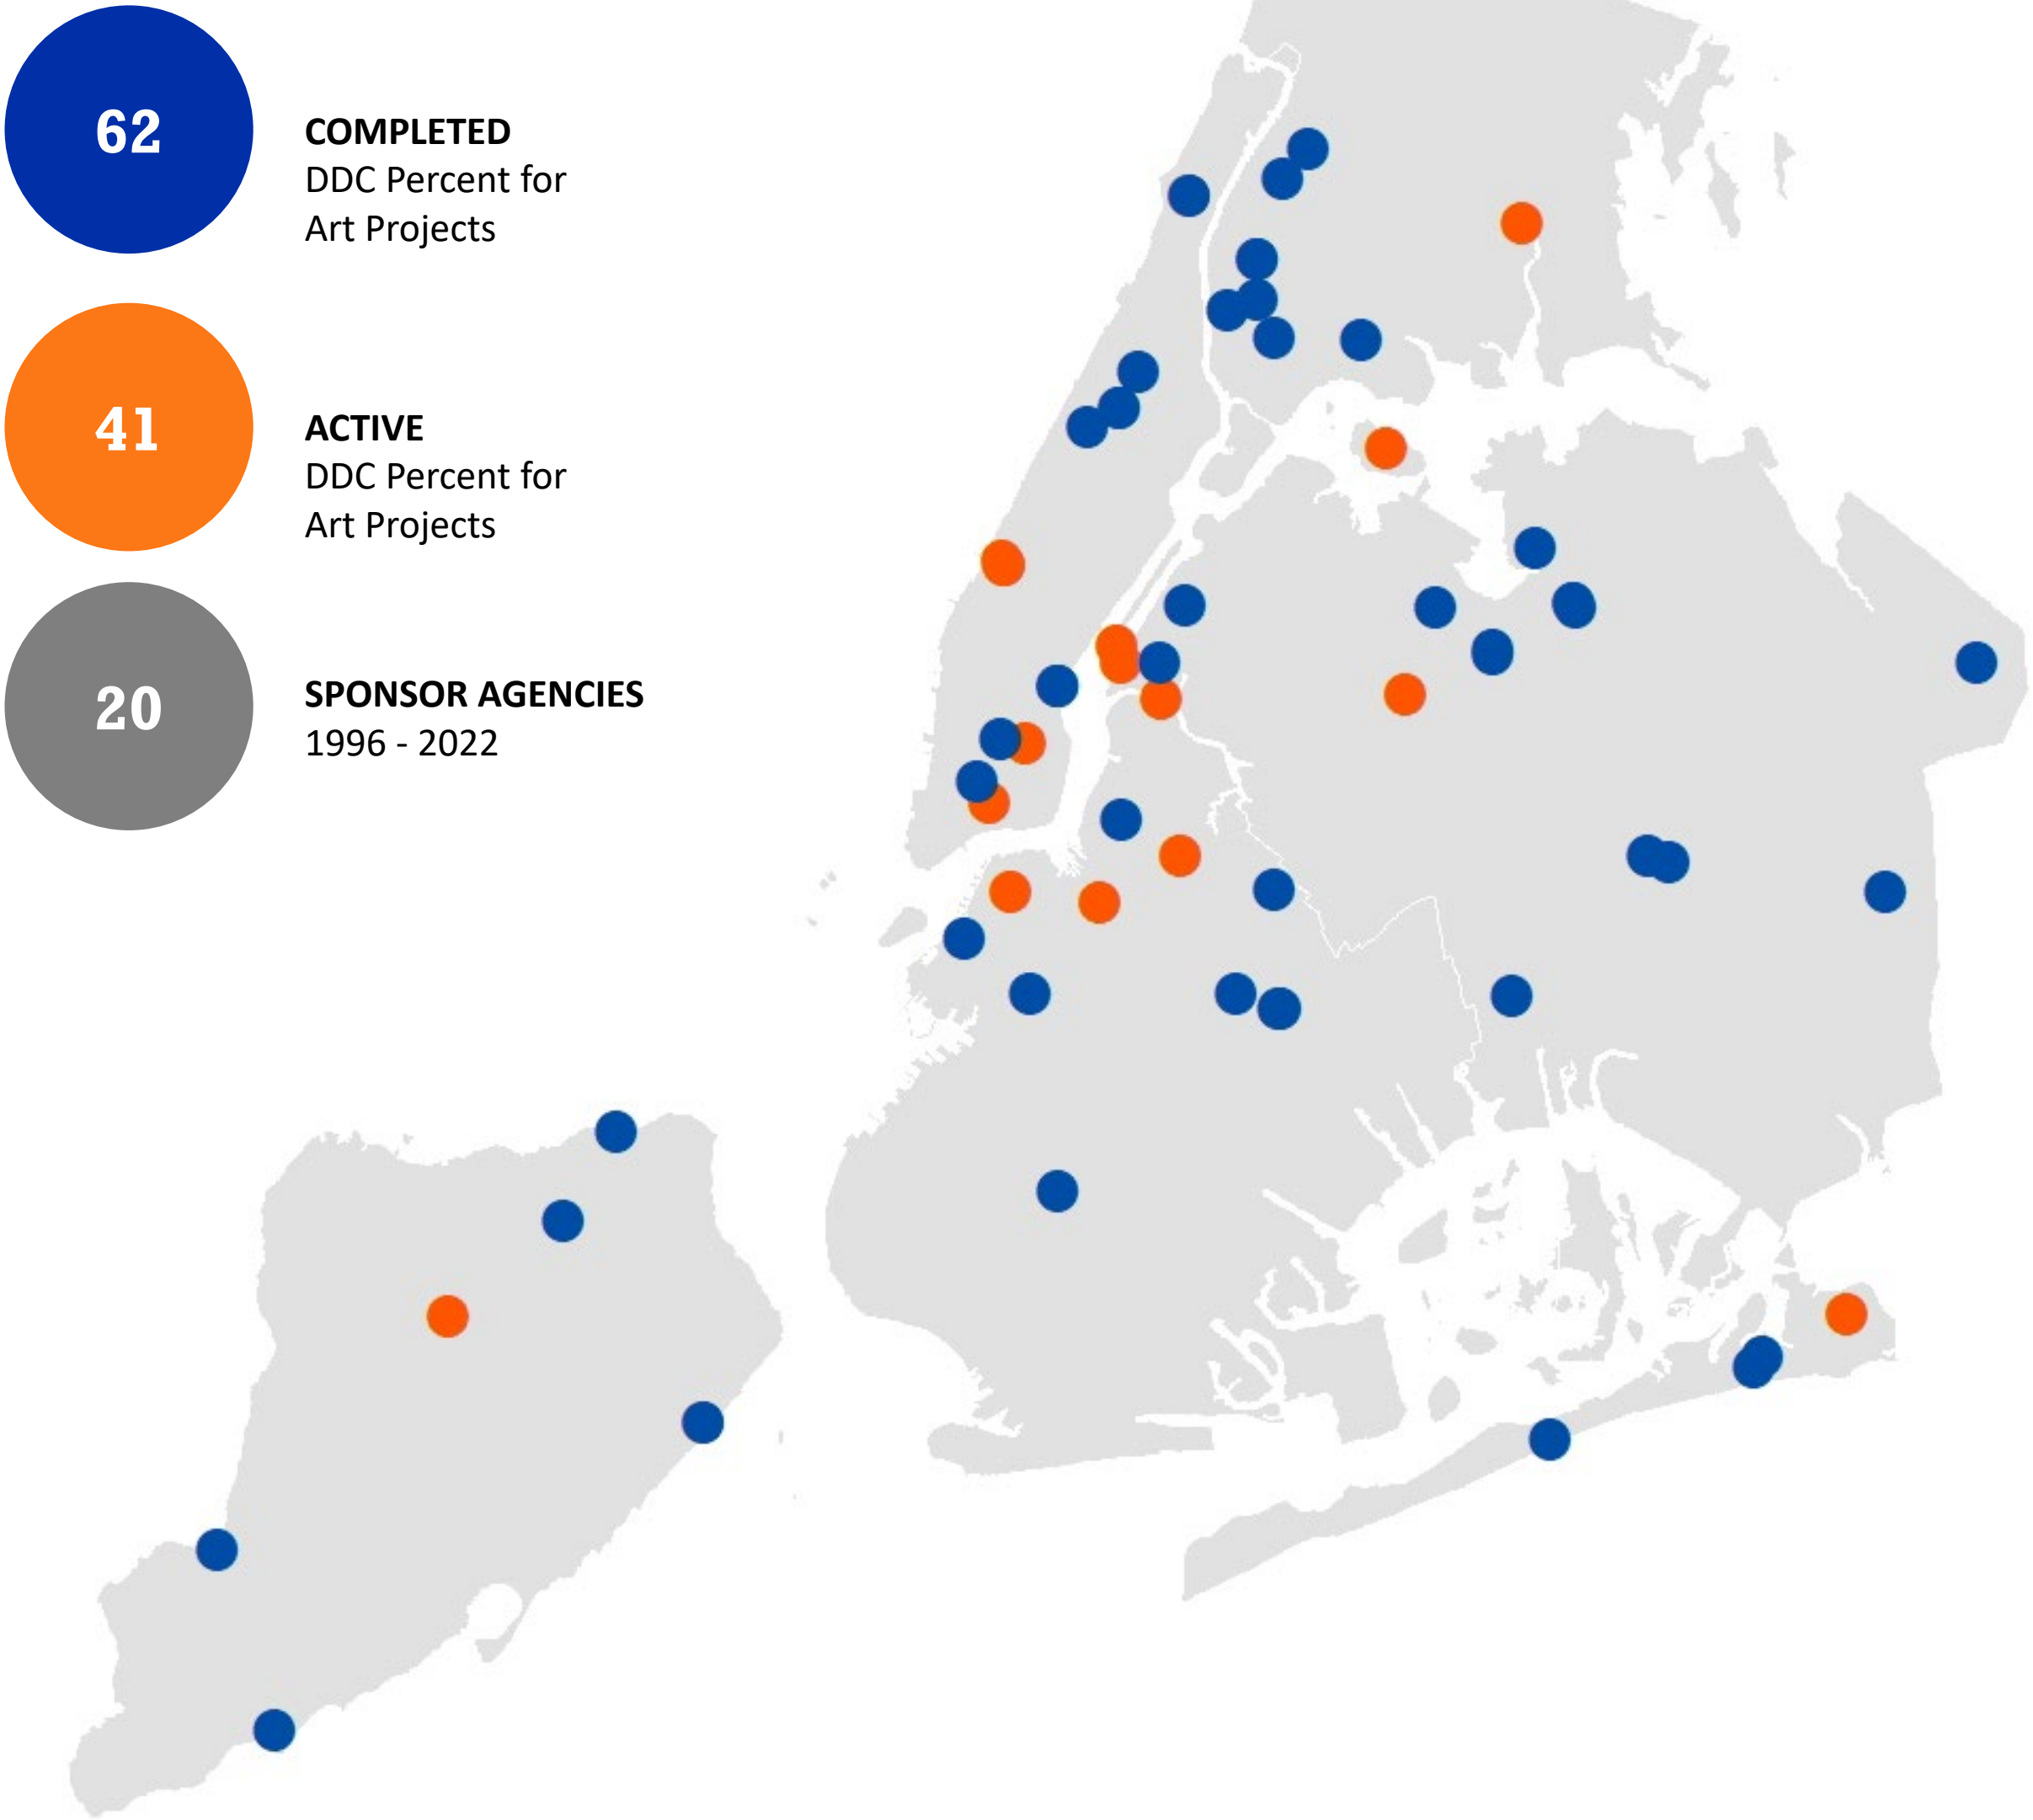 62
COMPLETED
DDC Percent for
Art Projects
41
ACTIVE
DDC Percent for
Art Projects
20
SPONSOR AGENCIES
1996 - 2022